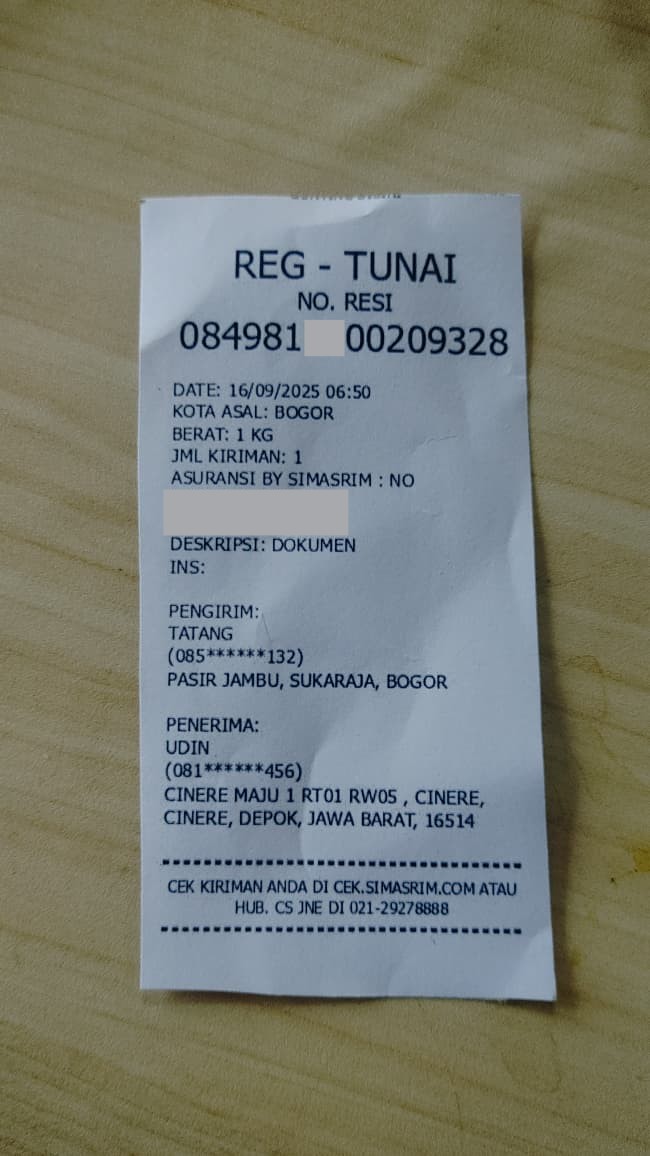 REG - TUNAI
NO. RESI
084981 00209328
DATE: 16/09/2025 06:50
KOTA ASAL: BOGOR
BERAT: 1 KG
JML KIRIMAN: 1
ASURANSI BY SIMASRIM : NO
DESKRIPSI: DOKUMEN
INS:
PENGIRIM:
TATANG
(085******132)
PASIR JAMBU, SUKARAJA, BOGOR
PENERIMA:
UDIN
(081******456)
CINERE MAJU 1 RT01 RW05 , CINERE,
CINERE, DEPOK, JAWA BARAT, 16514
CEK KIRIMAN ANDA DI CEK.SIMASRIM.COM ATAU
HUB. CS JNE DI 021-29278888